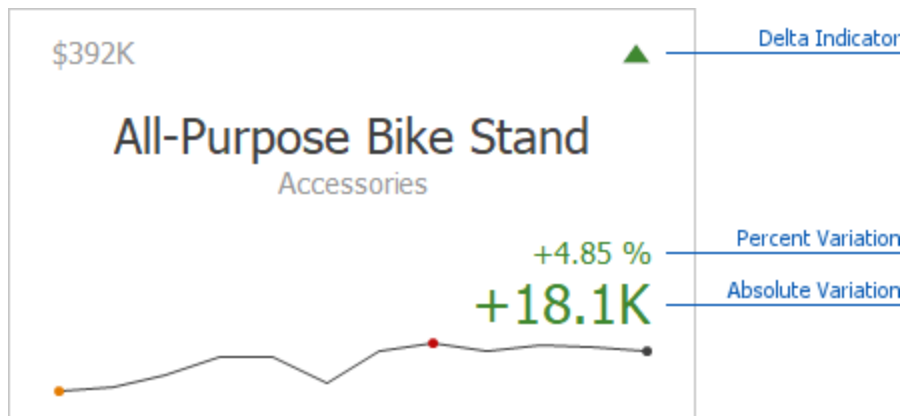 $392K
Delta Indicator
All-Purpose Bike Stand
Accessories
+4.85 %
Percent Variation
+18.1K
Absolute Variation